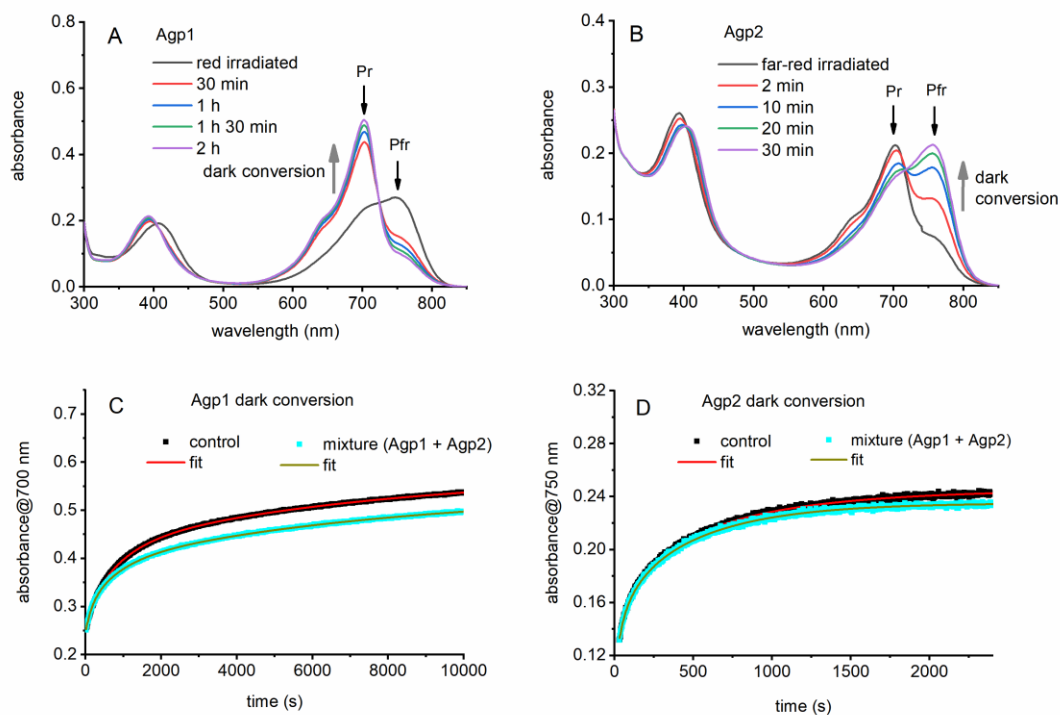 A
Agp1
red irradiated
30 min
1 h
1 h 30 min
2 h
dark conversion
Pr
Pfr
absorbance
0.8
0.6
0.4
0.2
0.0
300 400 500 600 700 800
wavelength (nm)
B
Agp2
far-red irradiated
2 min
10 min
20 min
30 min
Pr
Pfr
dark
conversion
absorbance
0.4
0.3
0.2
0.1
0.0
300 400 500 600 700 800
wavelength (nm)
C
Agp1 dark conversion
control
mixture (Agp1 + Agp2)
fit
fit
absorbance@700 nm
0.7
0.6
0.5
0.4
0.3
0.2
0 2000 4000 6000 8000 10000
time (s)
D
Agp2 dark conversion
control
mixture (Agp1 + Agp2)
fit
fit
absorbance@750 nm
0.32
0.28
0.24
0.20
0.16
0.12
0 500 1000 1500 2000
time (s)